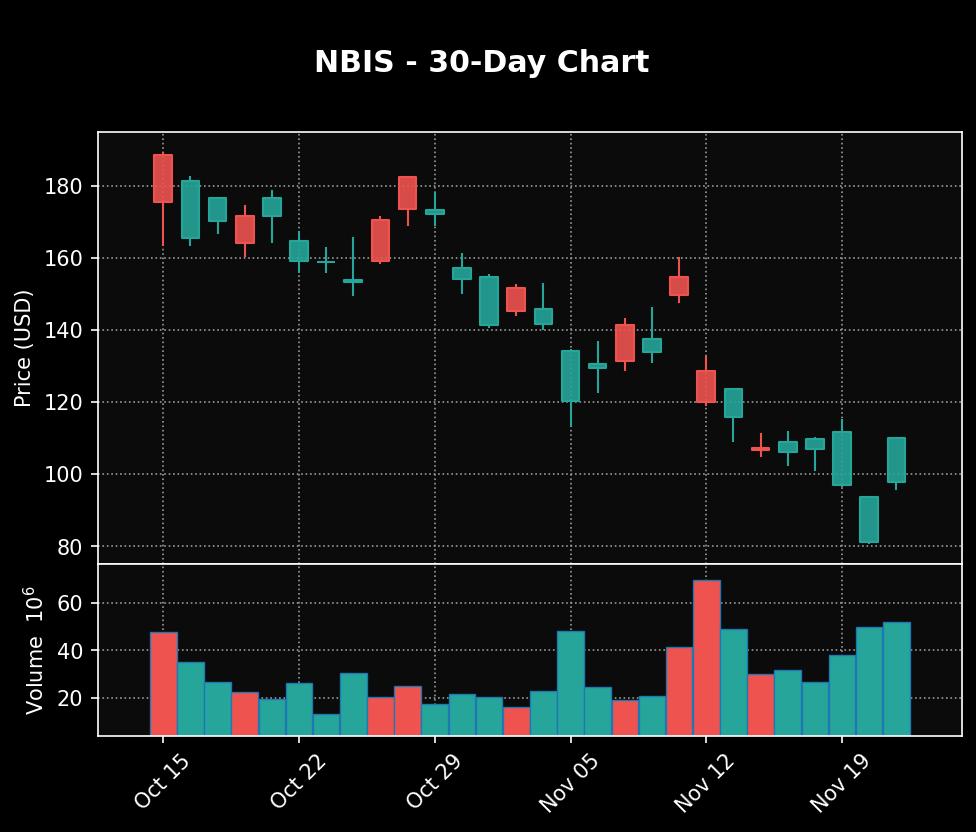 NBIS - 30-Day Chart
Price (USD)
180
160
140
120
100
80
Volume 10⁶
60
40
20
Oct 15
Oct 22
Oct 29
Nov 05
Nov 12
Nov 19